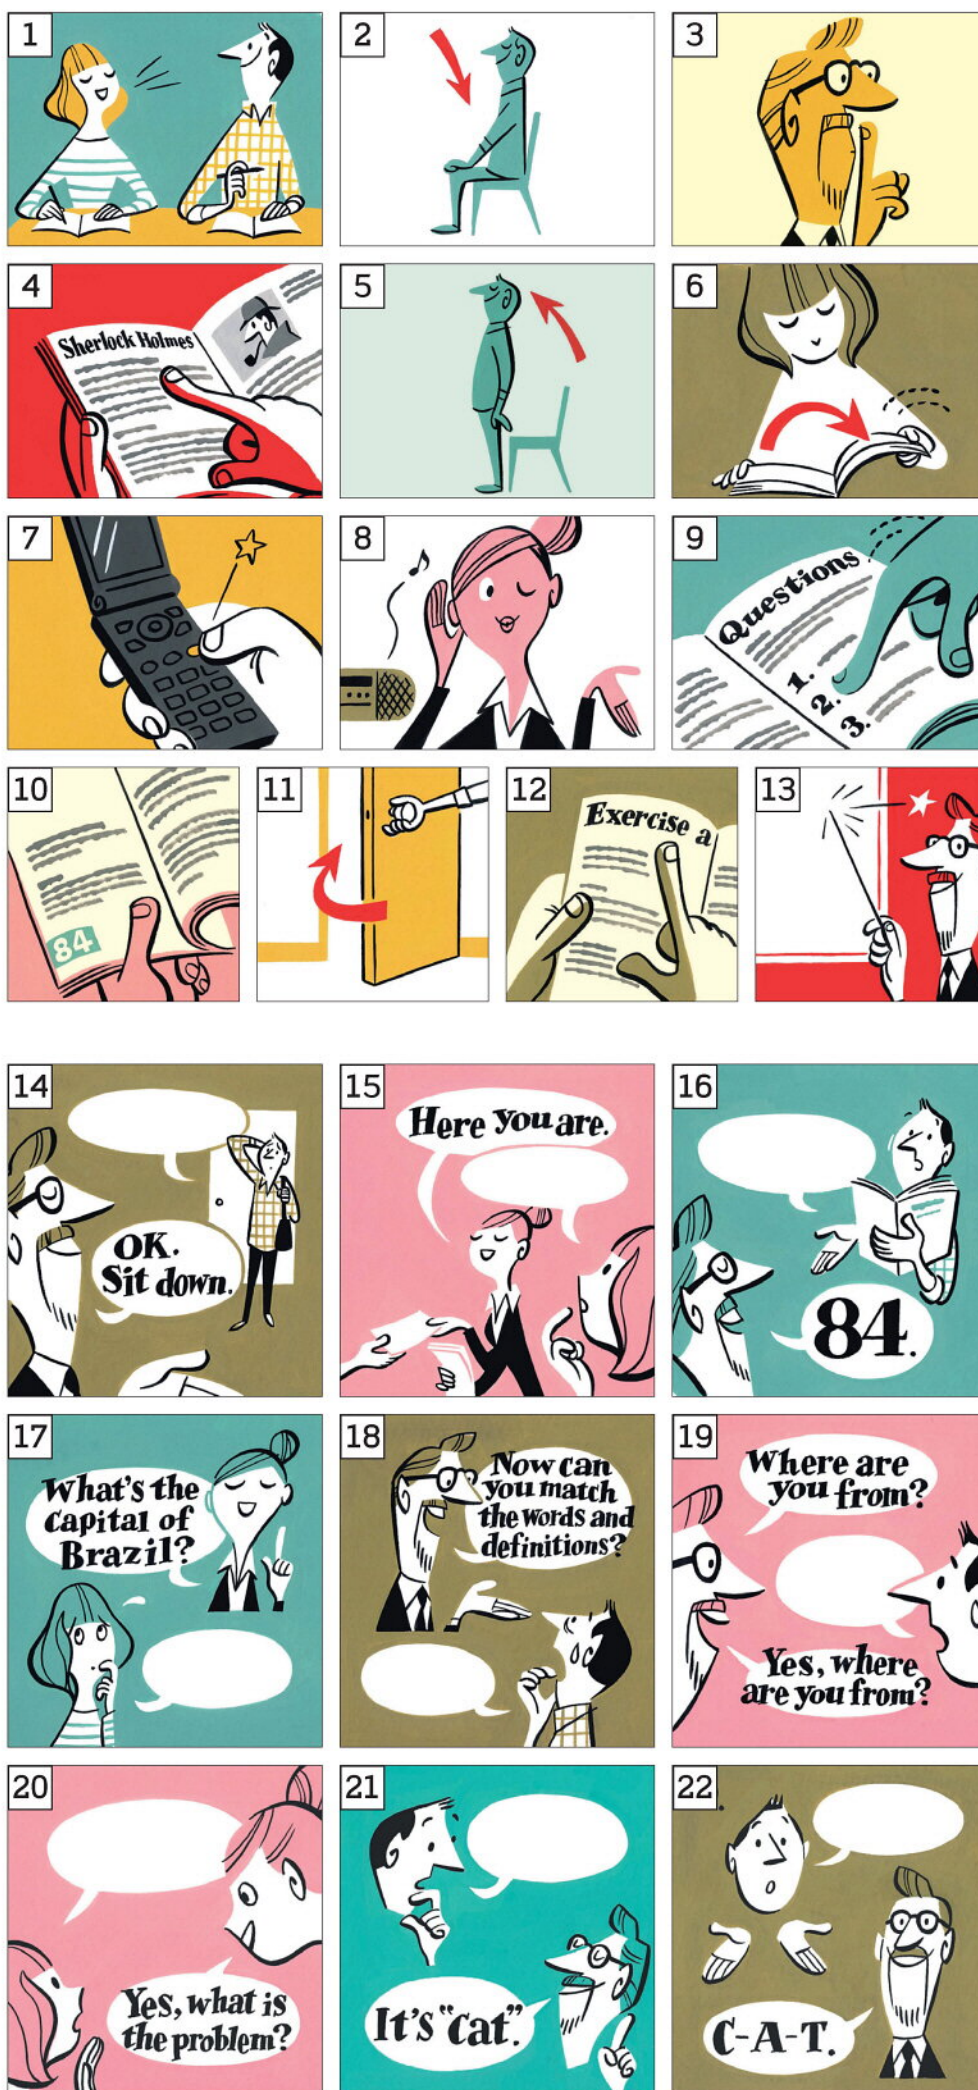 1
2
3
4
Sherlock Holmes
5
6
7
8
9
Questions
1.
2.
3.
10
84
11
12
Exercise a
13
14
OK.
Sit down.
15
Here you are.
16
84.
17
What's the
capital of
Brazil?
18
Now can
you match
the words and
definitions?
19
Where are
you from?
Yes, where
are you from?
20
Yes, what is
the problem?
21
It's "cat".
22
C-A-T.